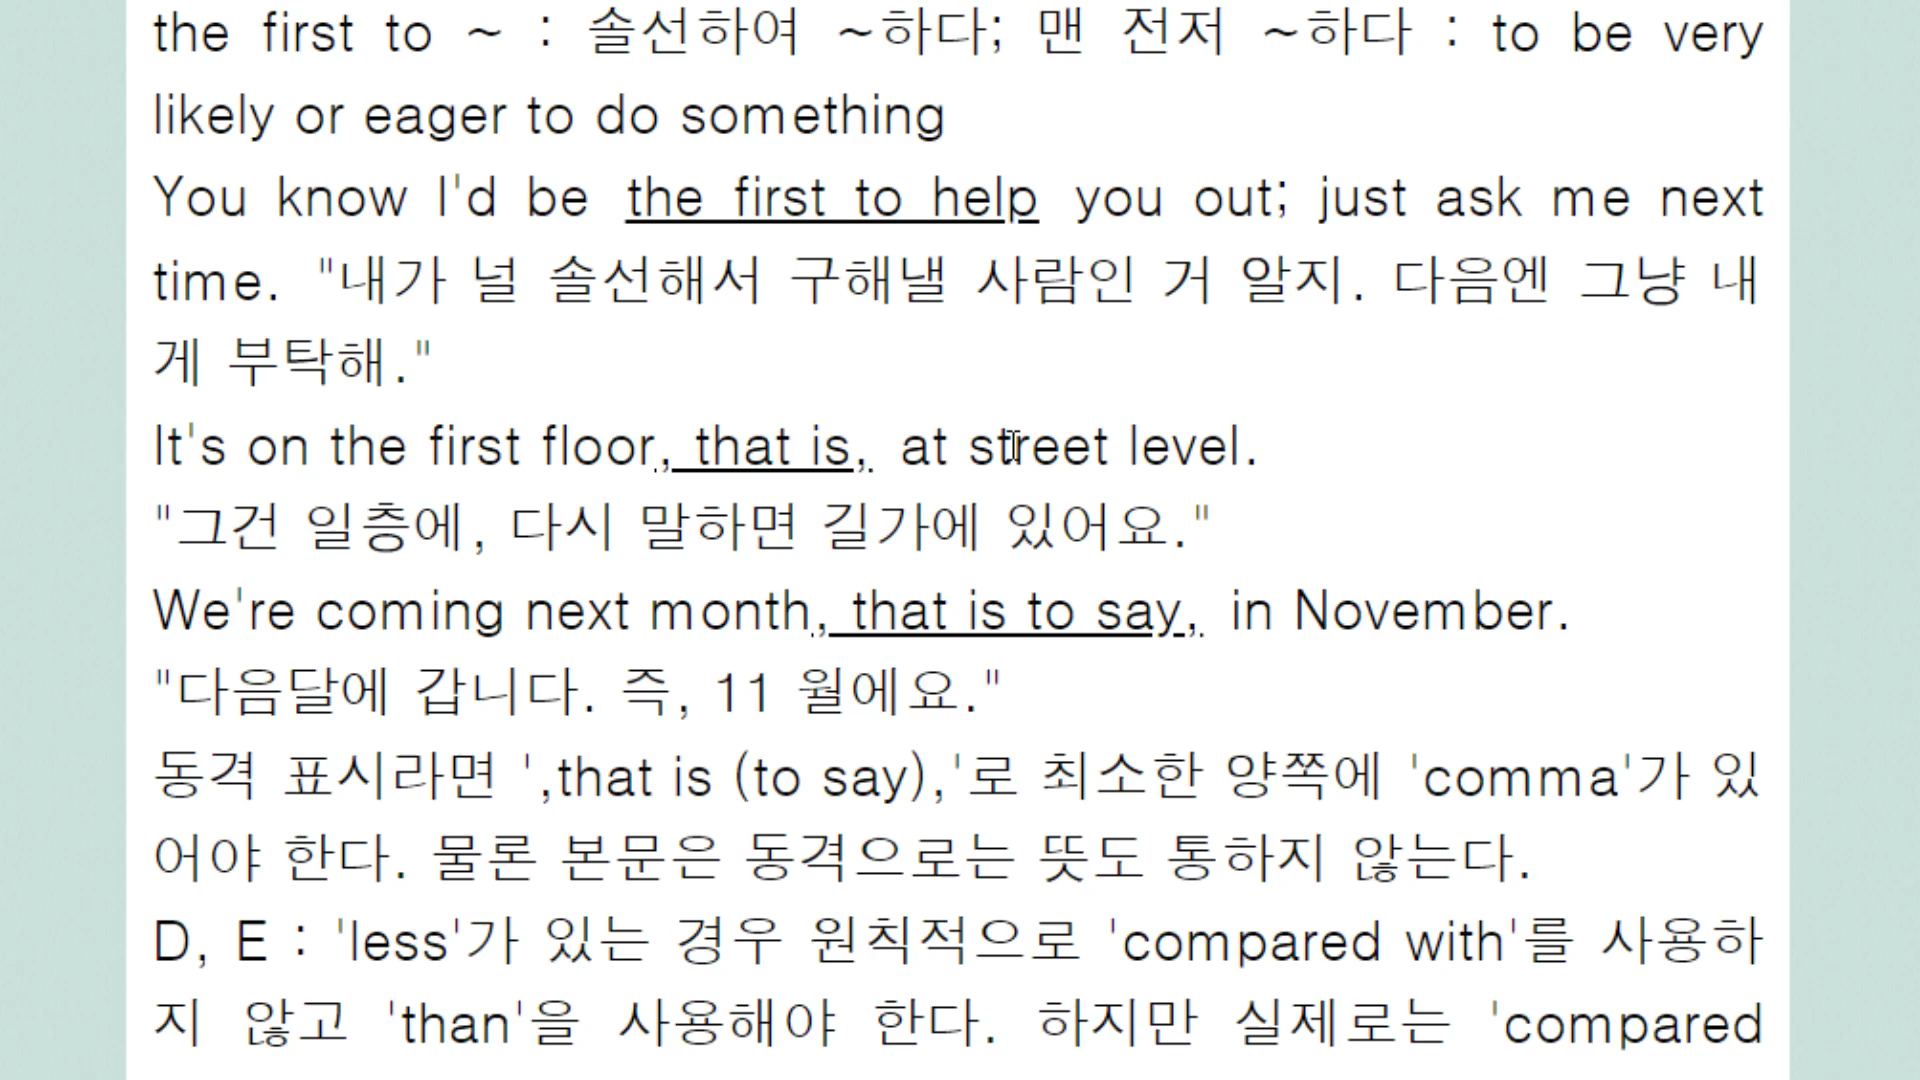 the first to ~ : 솔선하여 ~하다; 맨 전저 ~하다 : to be very
likely or eager to do something
You know I'd be the first to help you out; just ask me next
time. "내가 널 솔선해서 구해낼 사람인 거 알지. 다음엔 그냥 내
게 부탁해."
It's on the first floor, that is, at street level.
"그건 일층에, 다시 말하면 길가에 있어요."
We're coming next month, that is to say, in November.
"다음달에 갑니다. 즉, 11 월에요."
동격 표시라면 ',that is (to say),'로 최소한 양쪽에 'comma'가 있
어야 한다. 물론 본문은 동격으로는 뜻도 통하지 않는다.
D, E : 'less'가 있는 경우 원칙적으로 'compared with'를 사용하
지 않고 'than'을 사용해야 한다. 하지만 실제로는 'compared